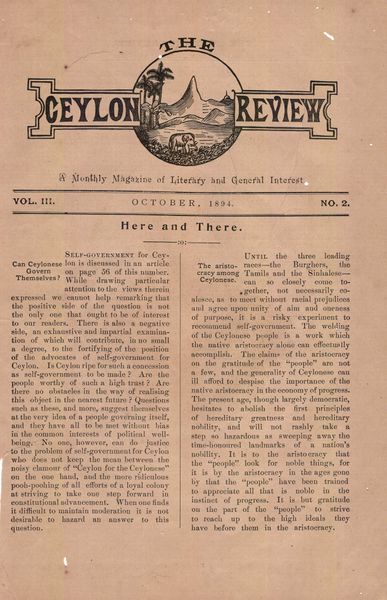 THE
CEYLON REVIEW
A Monthly Magazine of Literary and General Interest
VOL. III.
OCTOBER, 1894.
NO. 2.
Here and There.
Can Ceylonese
Govern
Themselves?
SELF-GOVERNMENT for Cey-
lon is discussed in an article
on page 56 of this number.
While drawing particular
attention to the views therein
expressed we cannot help remarking that
the positive side of the question is not
the only one that ought to be of interest
to our readers. There is also a negative
side, an exhaustive and impartial examina-
tion of which will contribute, in no small
a degree, to the fortifying of the position
of the advocates of self-government for
Ceylon. Is Ceylon ripe for such a concession
as self-government to be made? Are the
people worthy of such a high trust? Are
there no obstacles in the way of realising
this object in the nearest future? Questions
such as these, and more, suggest themselves
at the very idea of a people governing itself,
and they have all to be met without bias
in the common interests of political well-
being. No one, however, can do justice
to the problem of self-government for Ceylon
who does not keep the mean between the
noisy clamour of "Ceylon for the Ceylonese"
on the one hand, and the more ridiculous
pooh-poohing of all efforts of a loyal colony
at striving to take one step forward in
constitutional advancement. When one finds
it difficult to maintain moderation it is not
desirable to hazard an answer to this
question.
The aristo-
cracy among
Ceylonese.
UNTIL the three leading
races—the Burghers, the
Tamils and the Sinhalese—
can so closely come to-
gether, not necessarily co-
alesce, as to meet without racial prejudices
and agree upon unity of aim and oneness
of purpose, it is a risky experiment to
recommend self-government. The welding
of the Ceylonese people is a work which
the native aristocracy alone can effectually
accomplish. The claims of the aristocracy
on the gratitude of the "people" are not
a few, and the generality of Ceylonese can
ill afford to despise the importance of the
native aristocracy in the economy of progress.
The present age, though largely democratic,
hesitates to abolish the first principles
of hereditary greatness and hereditary
nobility, and will not rashly take a
step so hazardous as sweeping away the
time-honoured landmarks of a nation's
nobility. It is to the aristocracy that
the "people" look for noble things, for
it is by the aristocracy in the ages gone
by that the "people" have been trained
to appreciate all that is noble in the
instinct of progress. It is but gratitude
on the part of the "people" to strive
to reach up to the high ideals they
have before them in the aristocracy.